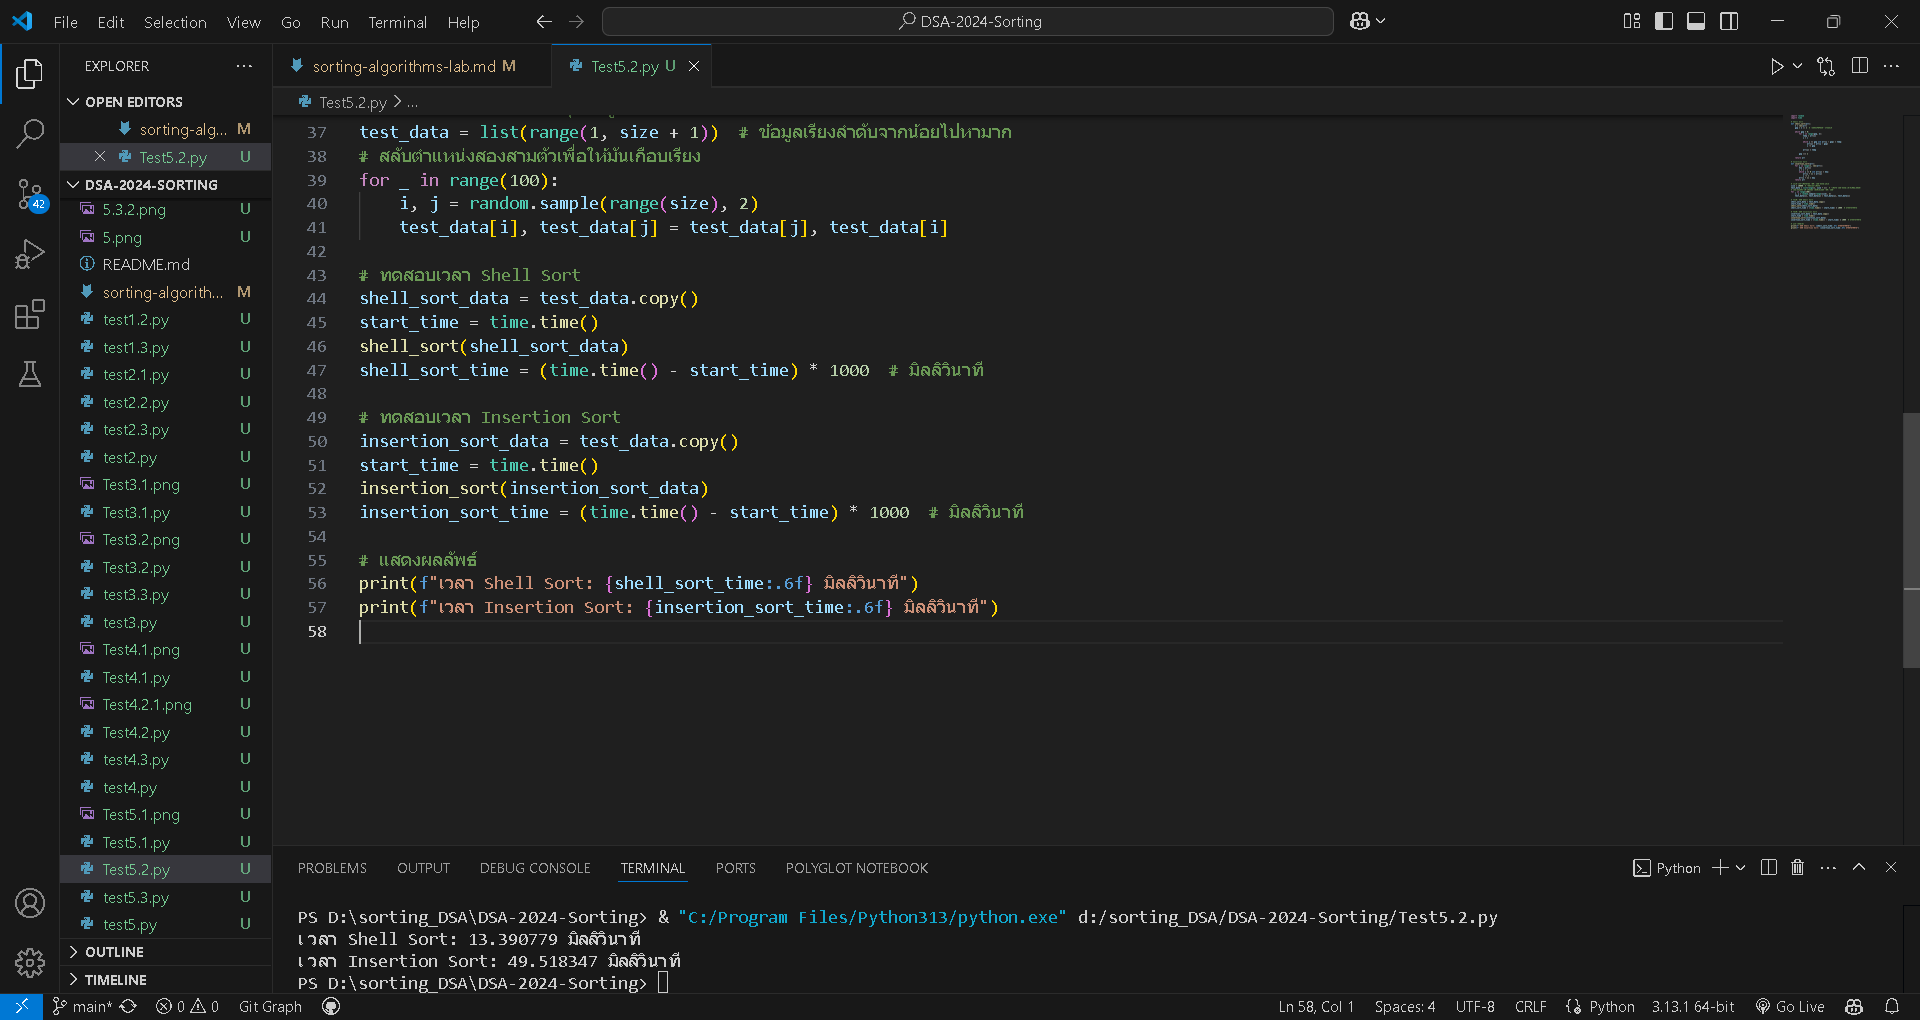 File Edit Selection View Go Run Terminal Help
DSA-2024-Sorting
EXPLORER
OPEN EDITORS
sorting-alg... M
Test5.2.py U
DSA-2024-SORTING
5.3.2.png U
5.png U
README.md
sorting-algorith... M
test1.2.py U
test1.3.py U
test2.1.py U
test2.2.py U
test2.3.py U
test2.py U
Test3.1.png U
Test3.1.py U
Test3.2.png U
Test3.2.py U
test3.3.py U
test3.py U
Test4.1.png U
Test4.1.py U
Test4.2.1.png U
Test4.2.py U
test4.3.py U
test4.py U
Test5.1.png U
Test5.1.py U
Test5.2.py U
test5.3.py U
test5.py U
OUTLINE
TIMELINE
42
sorting-algorithms-lab.md M
Test5.2.py U
Test5.2.py > ...
37 test_data = list(range(1, size + 1))  # ข้อมูลเรียงลำดับจากน้อยไปหามาก
38 # สลับตำแหน่งสองสามตัวเพื่อให้มันเกือบเรียง
39 for _ in range(100):
40     i, j = random.sample(range(size), 2)
41     test_data[i], test_data[j] = test_data[j], test_data[i]
42
43 # ทดสอบเวลา Shell Sort
44 shell_sort_data = test_data.copy()
45 start_time = time.time()
46 shell_sort(shell_sort_data)
47 shell_sort_time = (time.time() - start_time) * 1000  # มิลลิวินาที
48
49 # ทดสอบเวลา Insertion Sort
50 insertion_sort_data = test_data.copy()
51 start_time = time.time()
52 insertion_sort(insertion_sort_data)
53 insertion_sort_time = (time.time() - start_time) * 1000  # มิลลิวินาที
54
55 # แสดงผลลัพธ์
56 print(f"เวลา Shell Sort: {shell_sort_time:.6f} มิลลิวินาที")
57 print(f"เวลา Insertion Sort: {insertion_sort_time:.6f} มิลลิวินาที")
58
PROBLEMS OUTPUT DEBUG CONSOLE TERMINAL PORTS POLYGLOT NOTEBOOK
Python
PS D:\sorting_DSA\DSA-2024-Sorting> & "C:/Program Files/Python313/python.exe" d:/sorting_DSA/DSA-2024-Sorting/Test5.2.py
เวลา Shell Sort: 13.390779 มิลลิวินาที
เวลา Insertion Sort: 49.518347 มิลลิวินาที
PS D:\sorting_DSA\DSA-2024-Sorting>
main* 0 0 Git Graph
Ln 58, Col 1 Spaces: 4 UTF-8 CRLF Python 3.13.1 64-bit Go Live